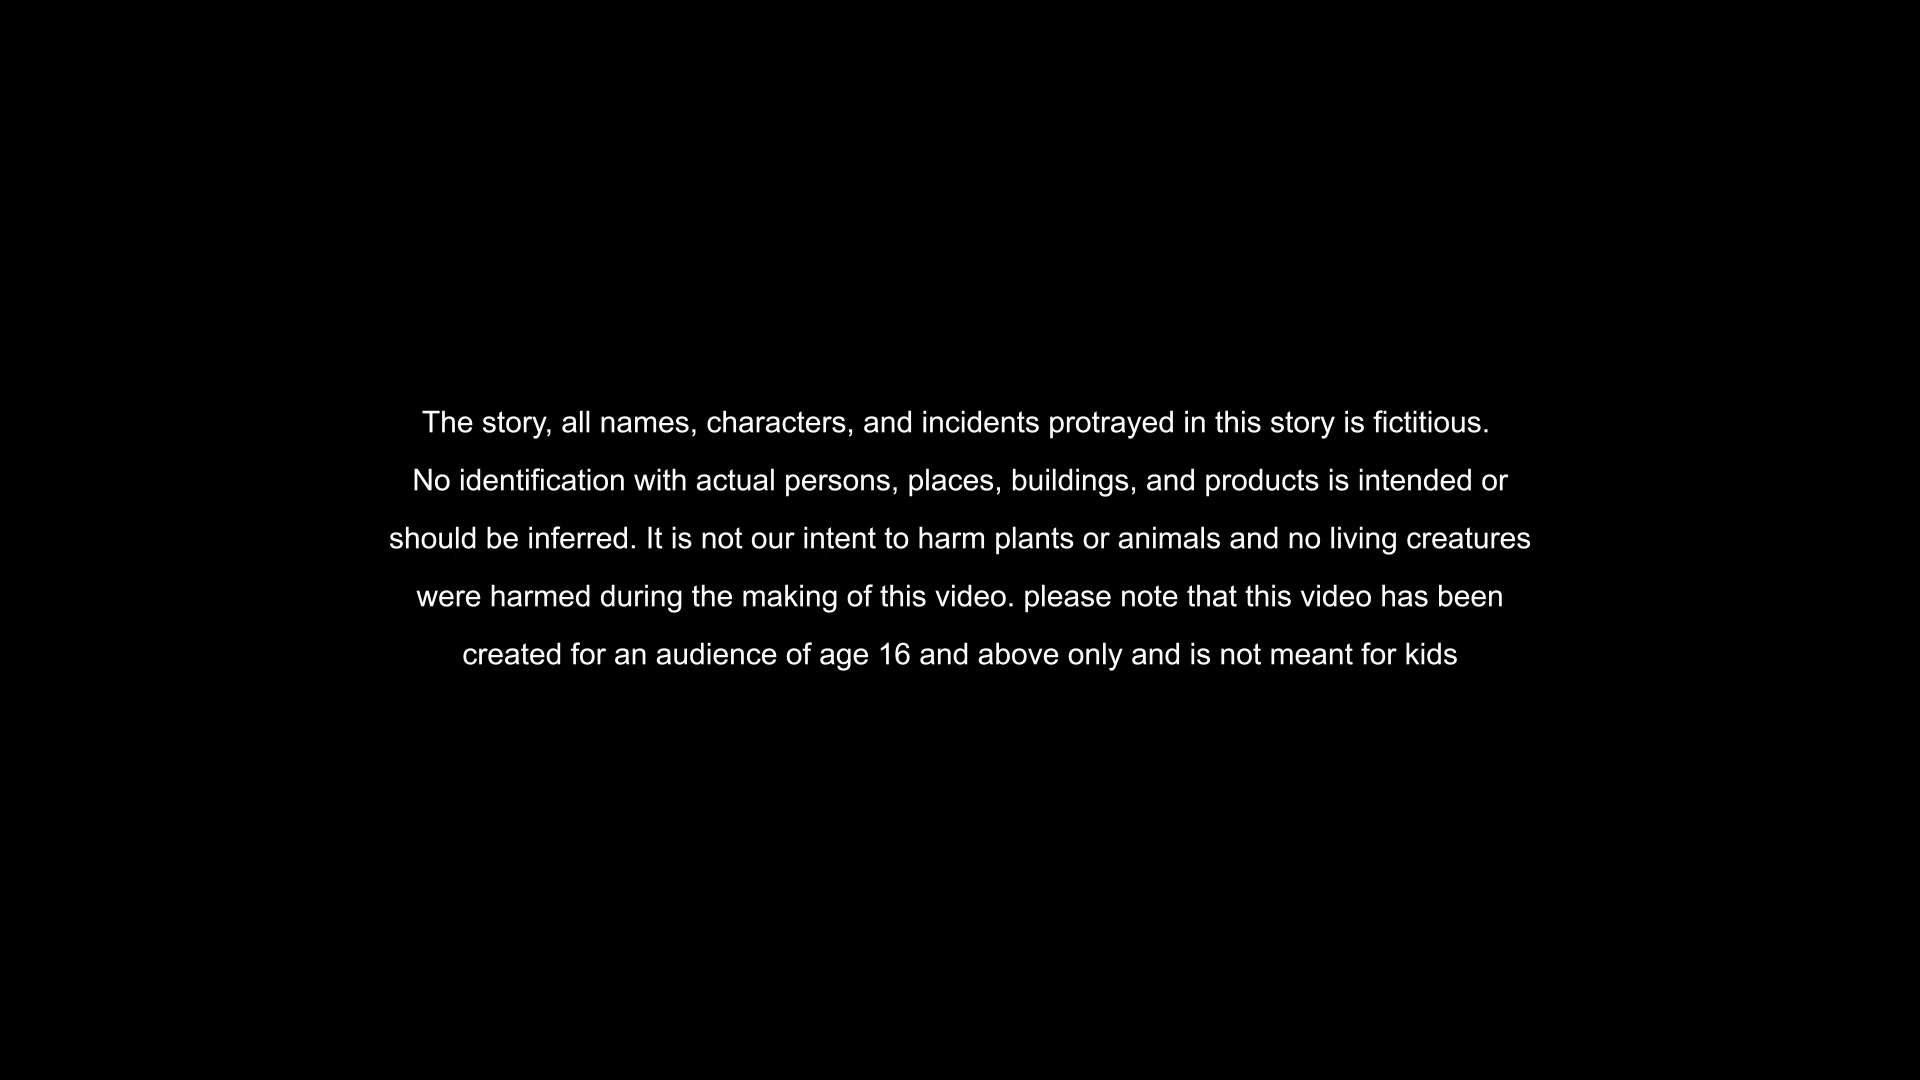 The story, all names, characters, and incidents protrayed in this story is fictitious.
No identification with actual persons, places, buildings, and products is intended or
should be inferred. It is not our intent to harm plants or animals and no living creatures
were harmed during the making of this video. please note that this video has been
created for an audience of age 16 and above only and is not meant for kids